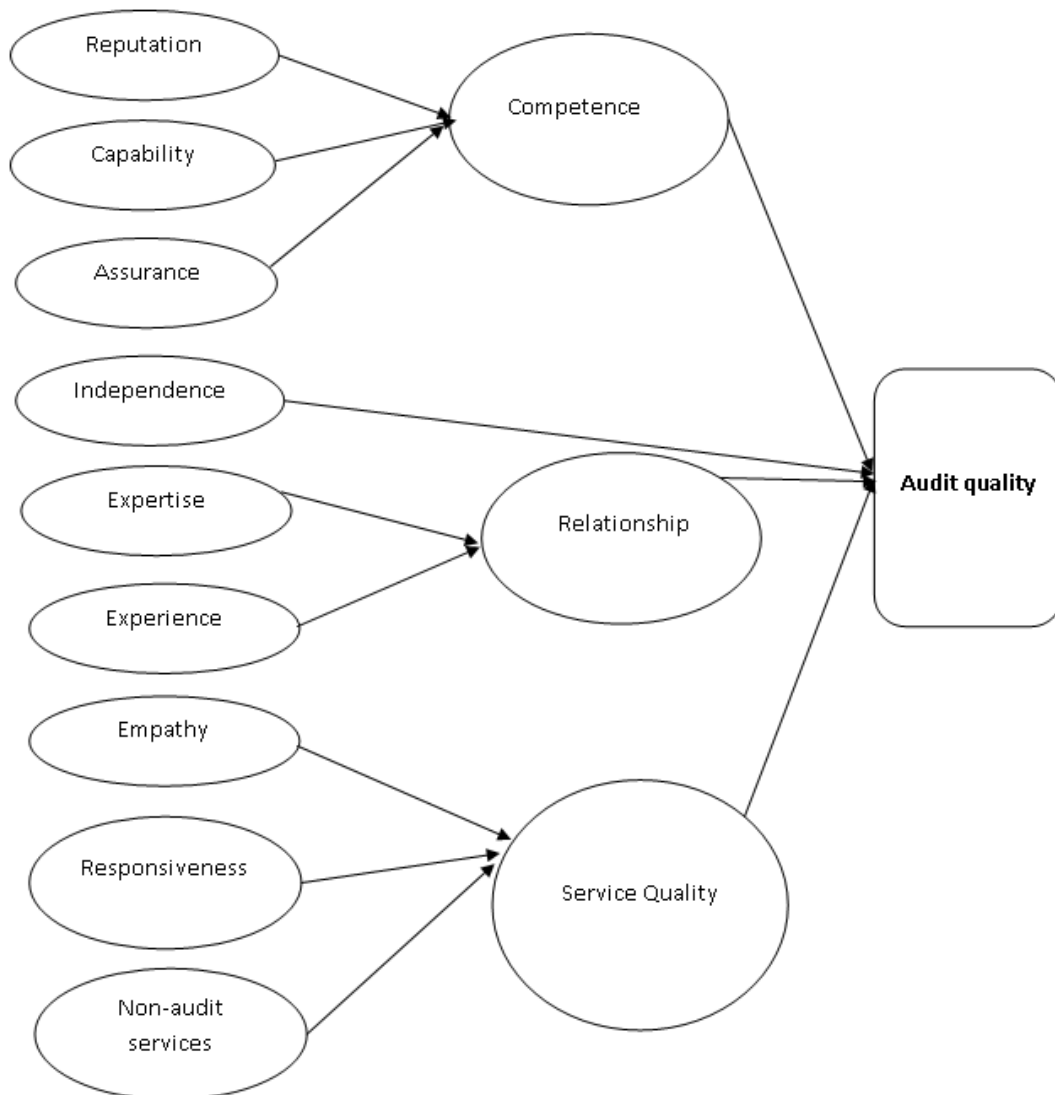 Reputation
Capability
Assurance
Independence
Expertise
Experience
Empathy
Responsiveness
Non-audit
services
Competence
Relationship
Service Quality
Audit quality